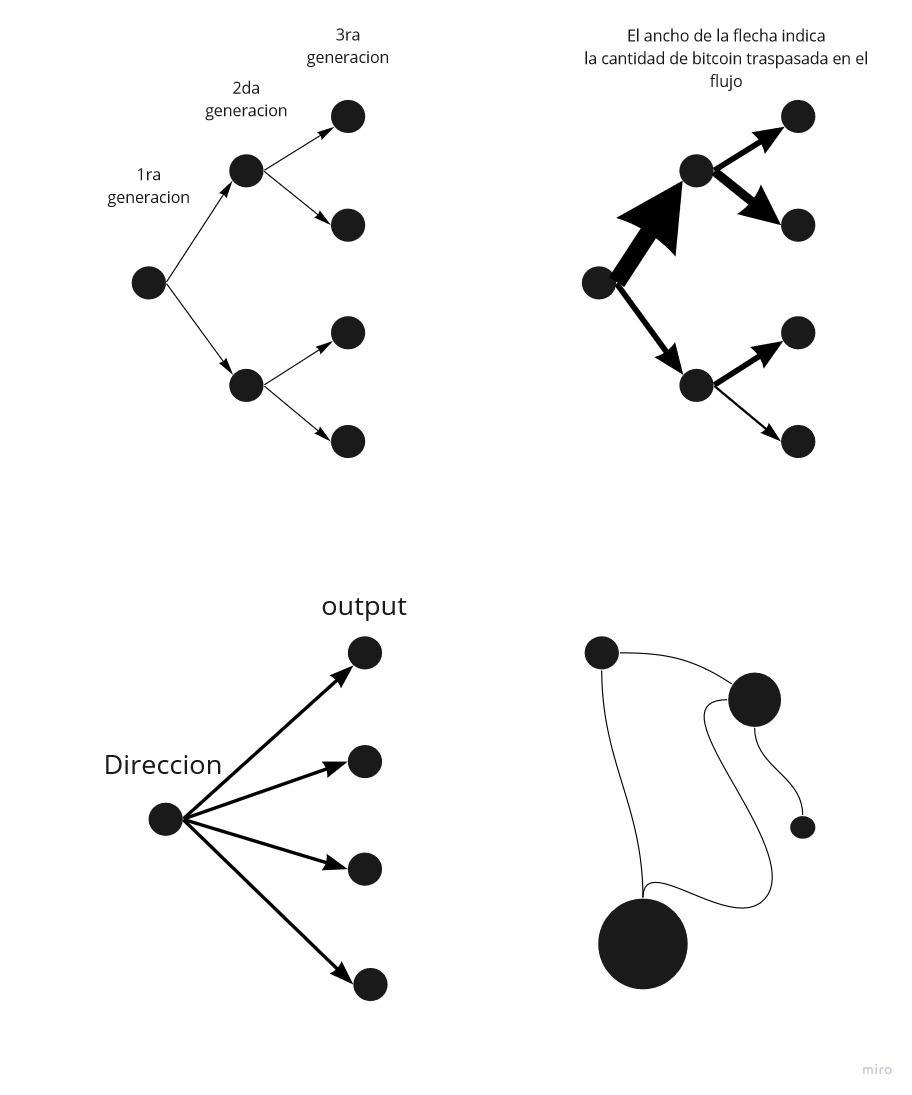 3ra
generacion
2da
generacion
1ra
generacion
El ancho de la flecha indica
la cantidad de bitcoin traspasada en el
flujo
output
Direccion
miro